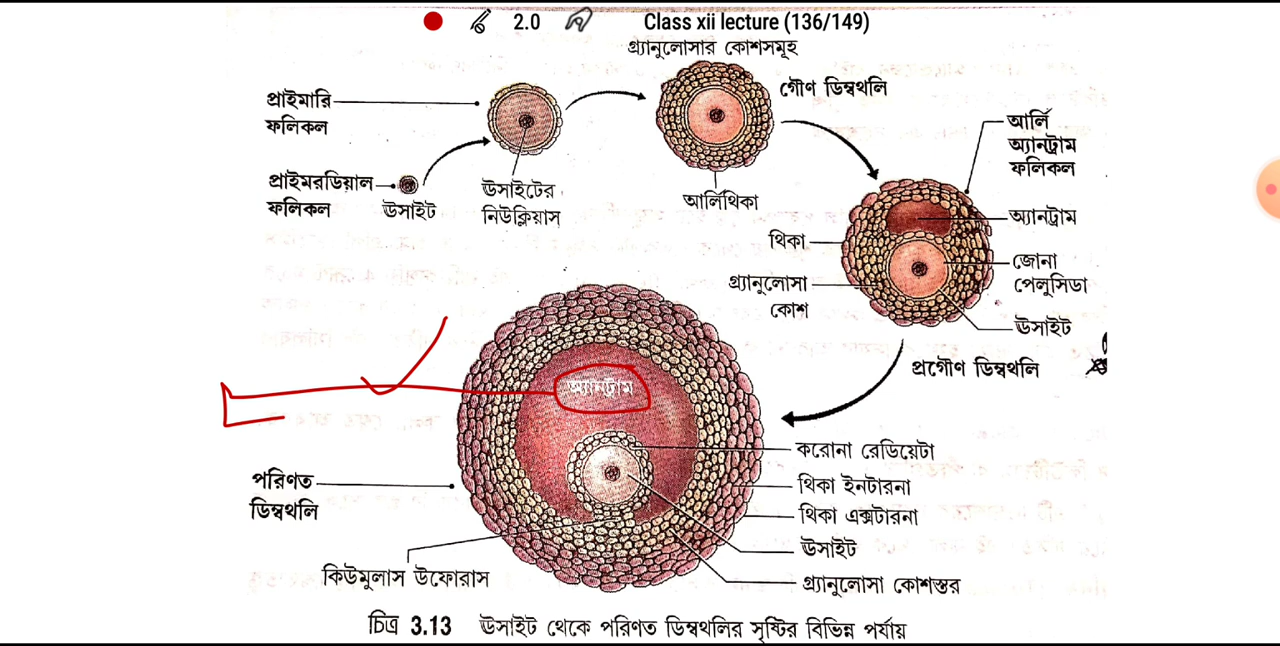 2.0
Class xii lecture (136/149)
গ্র্যানুলোসার কোশসমূহ
প্রাইমারি
ফলিকল
গৌণ ডিম্বথলি
আর্লি
অ্যানট্রাম
ফলিকল
প্রাইমরডিয়াল
ফলিকল
ঊসাইট
ঊসাইটের
নিউক্লিয়াস
আর্লিথিকা
অ্যানট্রাম
থিকা
জোনা
পেলুসিডা
গ্র্যানুলোসা
কোশ
ঊসাইট
প্রগৌণ ডিম্বথলি
অ্যানট্রাম
করোনা রেডিয়েটা
পরিণত
ডিম্বথলি
থিকা ইনটারনা
থিকা এক্সটারনা
ঊসাইট
কিউমুলাস উফোরাস
গ্র্যানুলোসা কোশস্তর
চিত্র 3.13 ঊসাইট থেকে পরিণত ডিম্বথলির সৃষ্টির বিভিন্ন পর্যায়